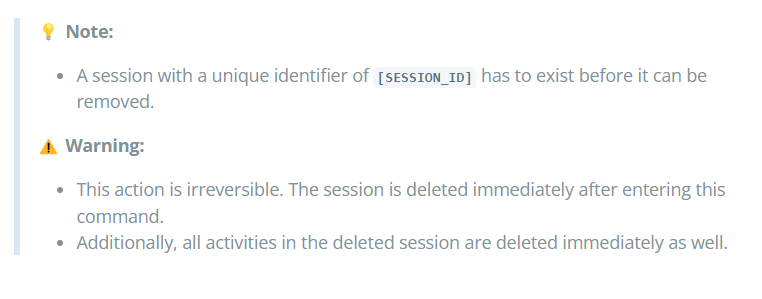 💡 Note:
• A session with a unique identifier of [SESSION_ID] has to exist before it can be
removed.
⚠️ Warning:
• This action is irreversible. The session is deleted immediately after entering this
command.
• Additionally, all activities in the deleted session are deleted immediately as well.